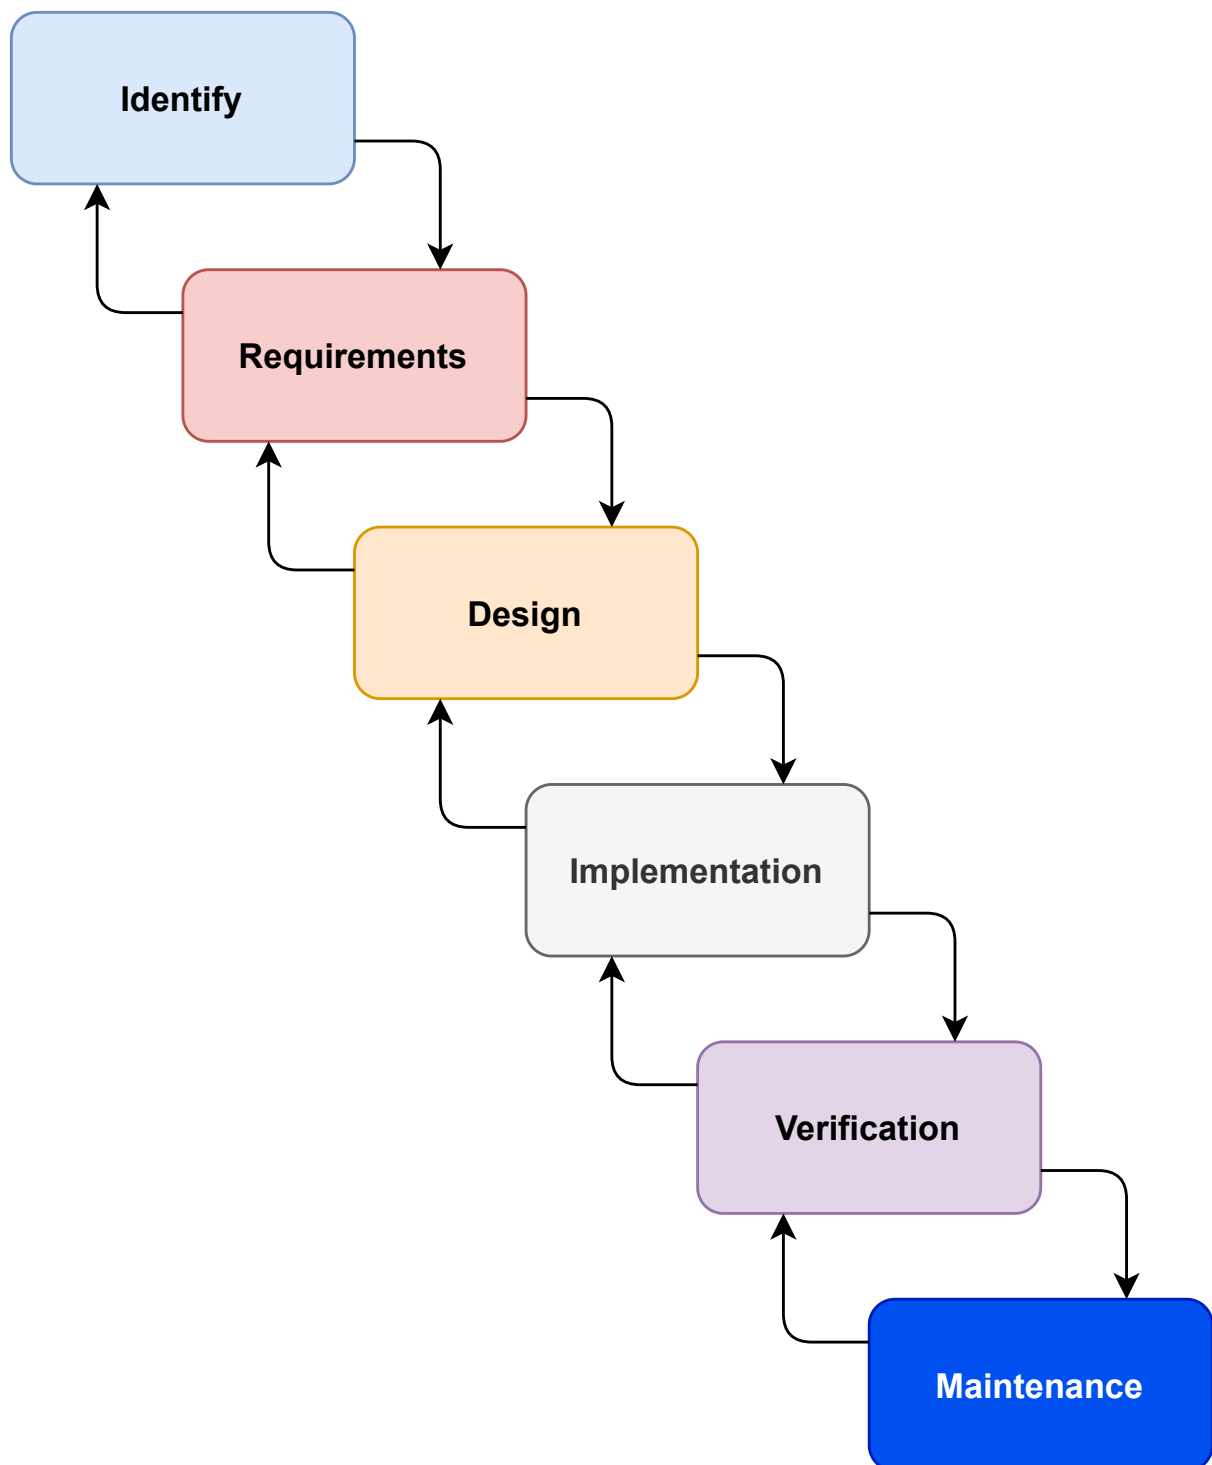 Identify
Requirements
Design
Implementation
Verification
Maintenance